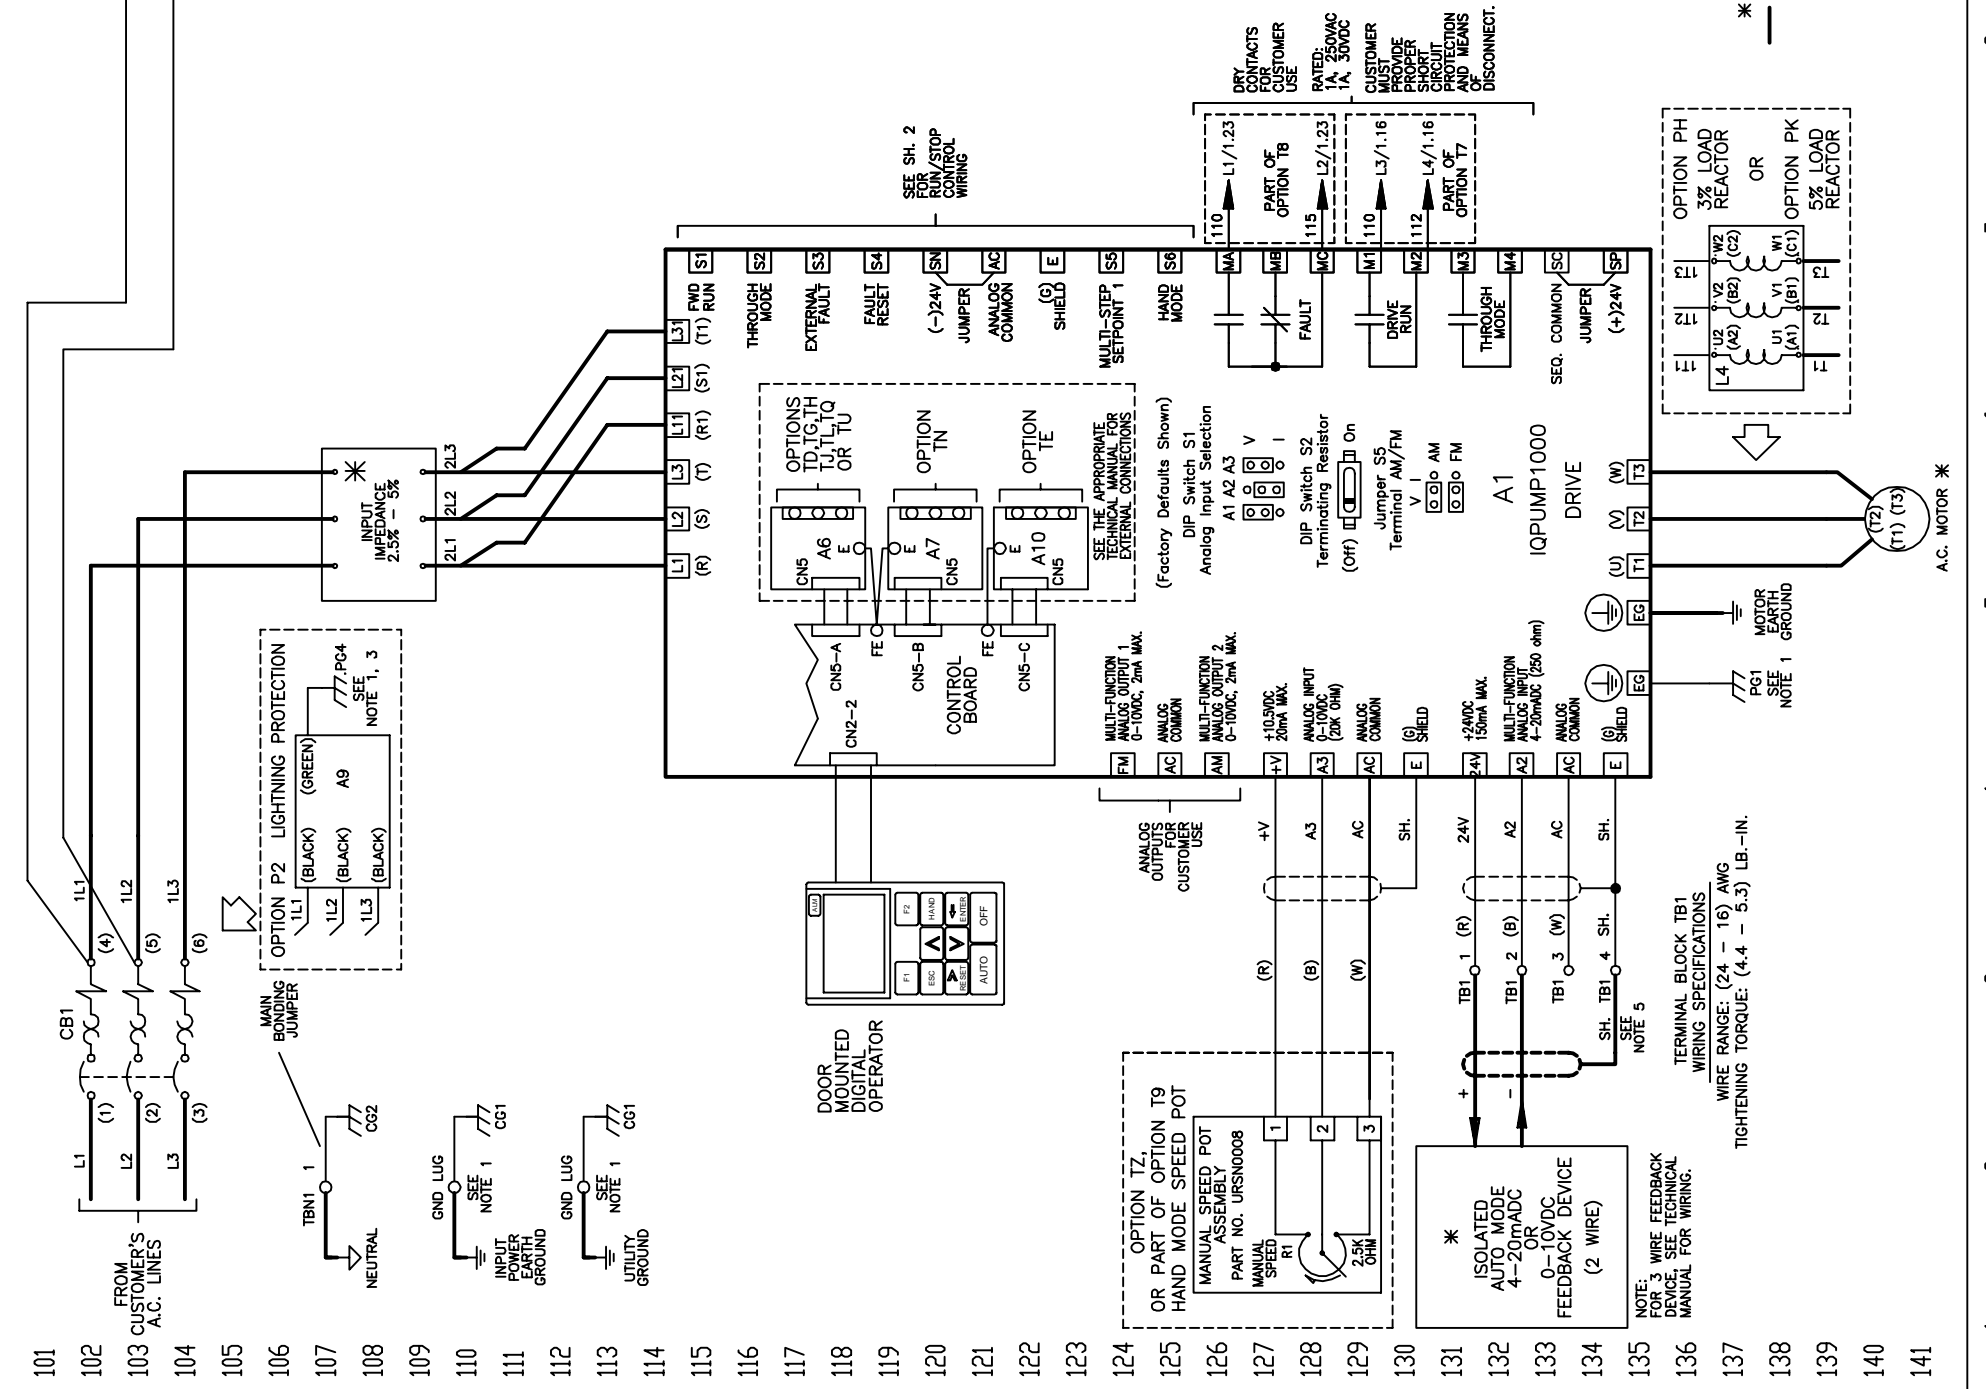 101
102
103
104
105
106
107
108
109
110
111
112
113
114
115
116
117
118
119
120
121
122
123
124
125
126
127
128
129
130
131
132
133
134
135
136
137
138
139
140
141
FROM
CUSTOMER'S
A.C. LINES
L1
L2
L3
(1)
(2)
(3)
CB1
(4)
(5)
(6)
1L1
1L2
1L3
MAIN
BONDING
JUMPER
TBN1 1
NEUTRAL
CG2
GND LUG
SEE
NOTE 1
CG1
INPUT
POWER
EARTH
GROUND
GND LUG
SEE
NOTE 1
CG1
UTILITY
GROUND
OPTION P2 LIGHTNING PROTECTION
1L1
1L2
1L3
(BLACK)
(BLACK)
(BLACK)
(GREEN)
A9
PG4
SEE
NOTE 1, 3
INPUT
IMPEDANCE
2.5% - 5%
*
2L1
2L2
2L3
L1
(R)
L2
(S)
L3
(T)
L11
(R1)
L21
(S1)
L31
(T1)
DOOR
MOUNTED
DIGITAL
OPERATOR
ALM
F1
F2
ESC
HAND
RESET
ENTER
AUTO
OFF
CN2-2
CN5-A
FE
CN5-B
FE
CN5-C
CONTROL
BOARD
CN5
A6
E
CN5
A7
E
CN5
A10
E
OPTIONS
TD,TG,TH
TJ,TL,TQ
OR TU
OPTION
TN
OPTION
TE
SEE THE APPROPRIATE
TECHNICAL MANUAL FOR
EXTERNAL CONNECTIONS
SEE SH. 2
FOR
RUN/STOP
CONTROL
WIRING
FWD
RUN
S1
THROUGH
MODE
S2
EXTERNAL
FAULT
S3
FAULT
RESET
S4
(-)24V
SN
JUMPER
ANALOG
COMMON
AC
(G)
SHIELD
E
MULTI-STEP
SETPOINT 1
S5
HAND
MODE
S6
MA
MB
MC
FAULT
M1
M2
DRIVE
RUN
M3
M4
THROUGH
MODE
SEQ. COMMON
SC
JUMPER
(+)24V
SP
110
L1/1.23
PART OF
OPTION T8
115
L2/1.23
110
L3/1.16
112
L4/1.16
PART OF
OPTION T7
DRY
CONTACTS
FOR
CUSTOMER
USE
RATED:
1A, 250VAC
1A, 30VDC
CUSTOMER
MUST
PROVIDE
PROPER
SHORT
CIRCUIT
PROTECTION
AND MEANS
OF
DISCONNECT.
(Factory Defaults Shown)
DIP Switch S1
Analog Input Selection
A1 A2 A3
V
I
DIP Switch S2
Terminating Resistor
(Off)
On
Jumper S5
Terminal AM/FM
V I
AM
FM
A1
IQPUMP1000
DRIVE
FM
MULTI-FUNCTION
ANALOG OUTPUT 1
0-10VDC, 2mA MAX.
AC
ANALOG
COMMON
AM
MULTI-FUNCTION
ANALOG OUTPUT 2
0-10VDC, 2mA MAX.
+V
+10.5VDC
20mA MAX.
A3
ANALOG INPUT
0-10VDC
(20K OHM)
AC
ANALOG
COMMON
E
(G)
SHIELD
24V
+24VDC
150mA MAX.
A2
MULTI-FUNCTION
ANALOG INPUT
4-20mADC (250 ohm)
AC
ANALOG
COMMON
E
(G)
SHIELD
ANALOG
OUTPUTS
FOR
CUSTOMER
USE
+V
A3
AC
SH.
24V
A2
AC
SH.
(R)
(B)
(W)
TB1 1 (R)
TB1 2 (B)
TB1 3 (W)
TB1 4 SH.
SH.
SEE
NOTE 5
+
-
OPTION TZ,
OR PART OF OPTION T9
HAND MODE SPEED POT
MANUAL SPEED POT
ASSEMBLY
PART NO. URSN0008
MANUAL
SPEED
R1
2.5K
OHM
1
2
3
*
ISOLATED
AUTO MODE
4-20mADC
OR
0-10VDC
FEEDBACK DEVICE
(2 WIRE)
NOTE:
FOR 3 WIRE FEEDBACK
DEVICE, SEE TECHNICAL
MANUAL FOR WIRING.
TERMINAL BLOCK TB1
WIRING SPECIFICATIONS
WIRE RANGE: (24 - 16) AWG
TIGHTENING TORQUE: (4.4 - 5.3) LB.-IN.
EG
PG1
SEE
NOTE 1
EG
MOTOR
EARTH
GROUND
(U)
T1
(V)
T2
(W)
T3
(T1)
(T2)
(T3)
A.C. MOTOR *
OPTION PH
3% LOAD
REACTOR
OR
OPTION PK
5% LOAD
REACTOR
L4
1T1
1T2
1T3
U2
(A2)
V2
(B2)
W2
(C2)
U1
(A1)
V1
(B1)
W1
(C1)
T1
T2
T3
*